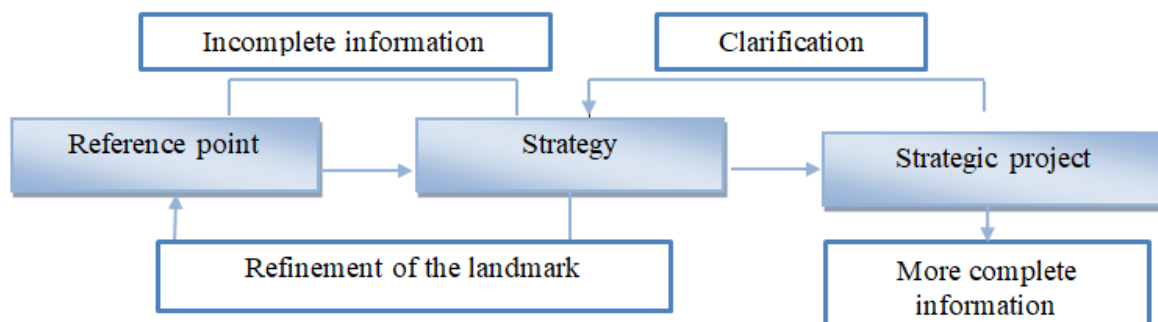 Incomplete information
Clarification
Reference point
Strategy
Strategic project
Refinement of the landmark
More complete
information